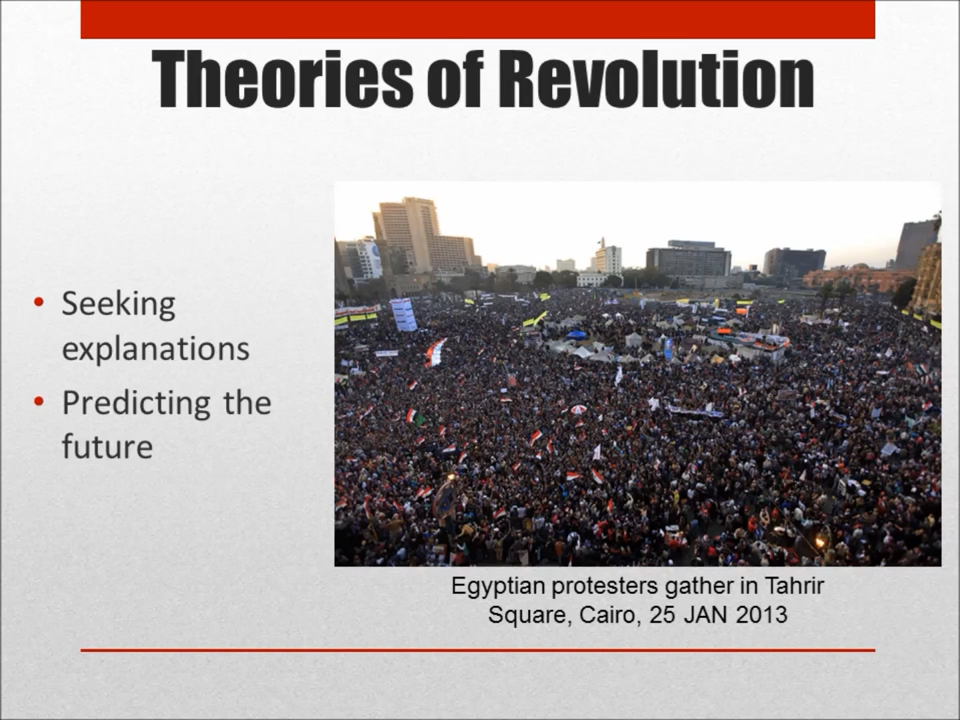 Theories of Revolution
• Seeking
explanations
• Predicting the
future
Egyptian protesters gather in Tahrir
Square, Cairo, 25 JAN 2013